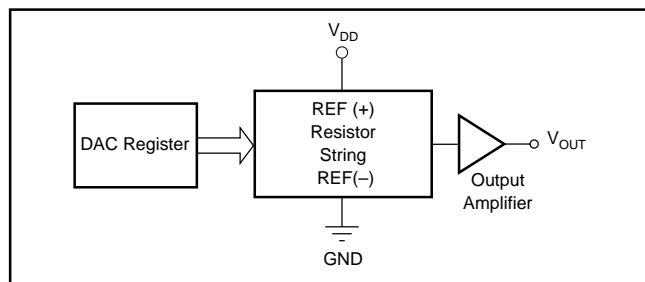 V_DD
DAC Register
REF (+)
Resistor
String
REF(–)
V_OUT
Output
Amplifier
GND